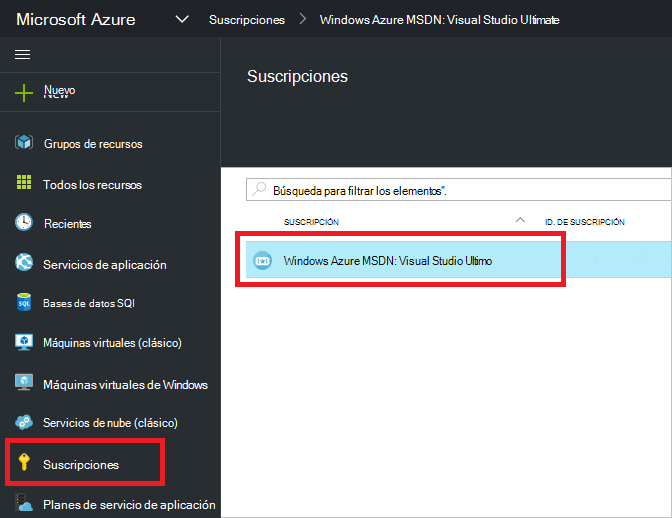 Microsoft Azure
Suscripciones
Windows Azure MSDN: Visual Studio Ultimate
Nuevo
Suscripciones
Grupos de recursos
Todos los recursos
Recientes
Servicios de aplicación
Bases de datos SQl
Máquinas virtuales (clásico)
Máquinas virtuales de Windows
Servicios de nube (clásico)
Suscripciones
Planes de servicio de aplicación
Búsqueda para filtrar los elementos".
SUSCRIPCIÓN
ID. DE SUSCRIPCIÓN
Windows Azure MSDN: Visual Studio Ultimo
SQL